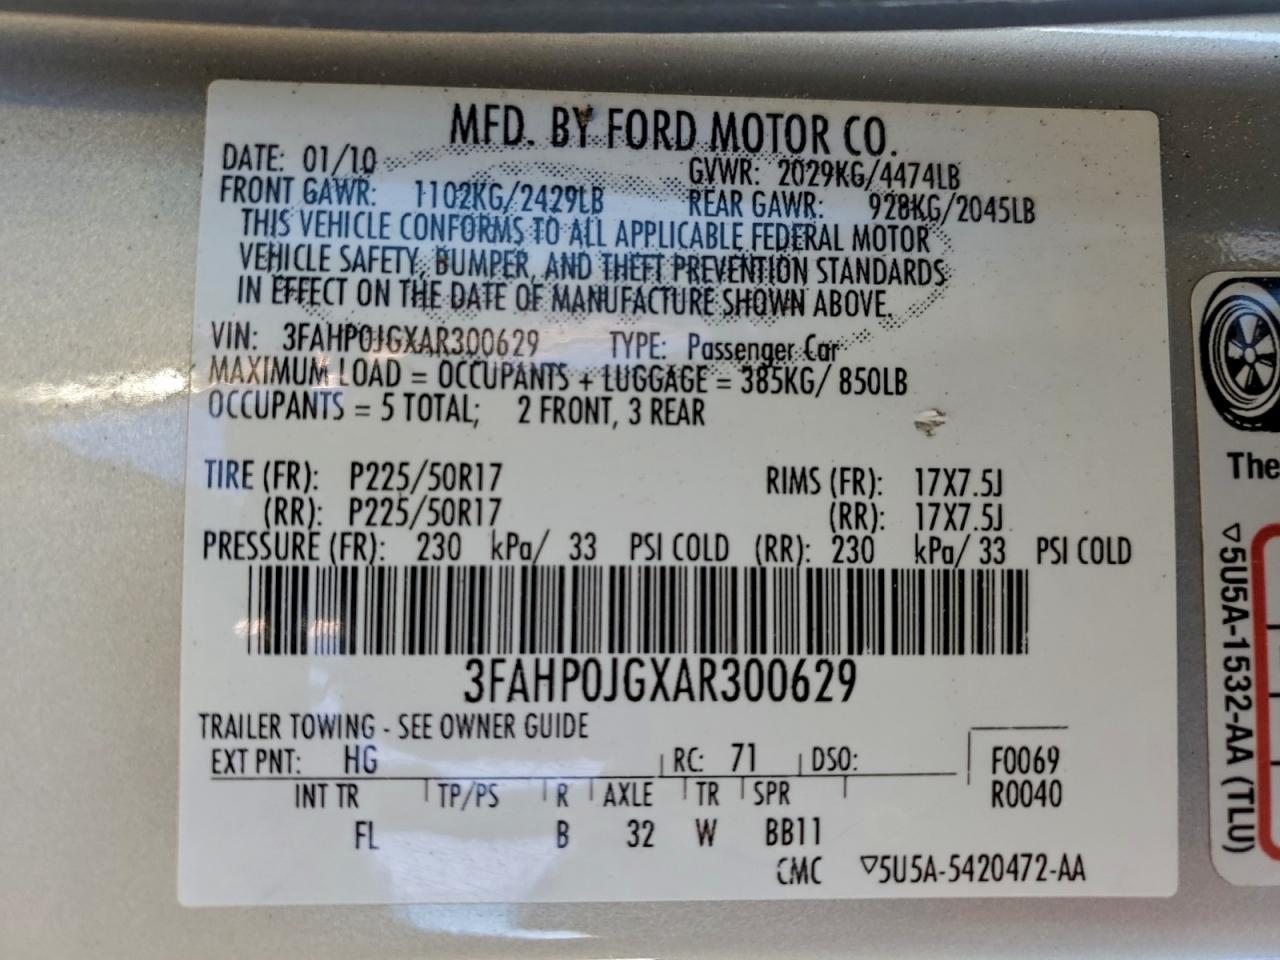 MFD. BY FORD MOTOR CO.
DATE: 01/10 GVWR: 2029KG/4474LB
FRONT GAWR: 1102KG/2429LB REAR GAWR: 928KG/2045LB
THIS VEHICLE CONFORMS TO ALL APPLICABLE FEDERAL MOTOR
VEHICLE SAFETY, BUMPER, AND THEFT PREVENTION STANDARDS
IN EFFECT ON THE DATE OF MANUFACTURE SHOWN ABOVE.
VIN: 3FAHP0JGXAR300629 TYPE: Passenger Car
MAXIMUM LOAD = OCCUPANTS + LUGGAGE = 385KG/ 850LB
OCCUPANTS = 5 TOTAL; 2 FRONT, 3 REAR
TIRE (FR): P225/50R17 RIMS (FR): 17X7.5J
(RR): P225/50R17 (RR): 17X7.5J
PRESSURE (FR): 230 kPa/ 33 PSI COLD (RR): 230 kPa/ 33 PSI COLD
3FAHP0JGXAR300629
TRAILER TOWING - SEE OWNER GUIDE
EXT PNT: HG RC: 71 DSO: F0069
INT TR TP/PS R AXLE TR SPR R0040
FL B 32 W BB11
CMC ▽5U5A-5420472-AA
The
▽5U5A-1532-AA (TLU)